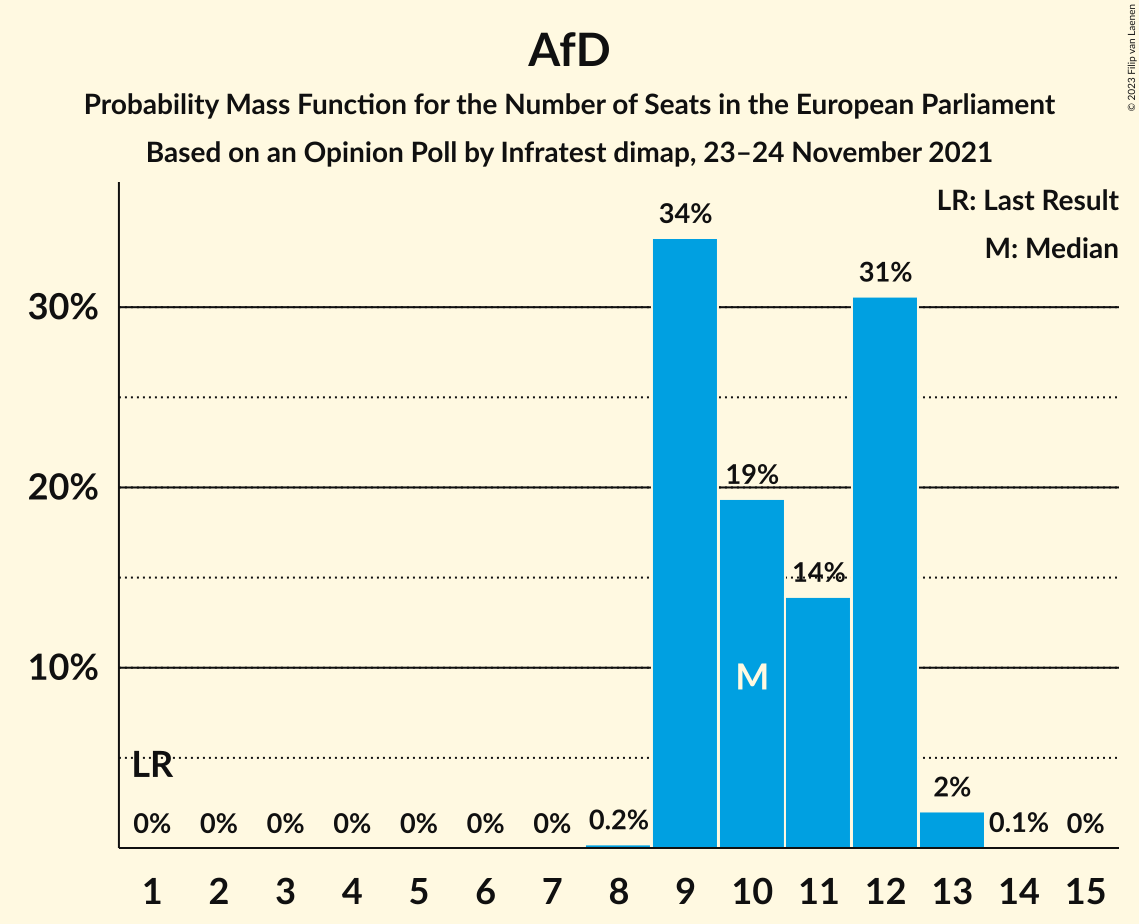 AfD
Probability Mass Function for the Number of Seats in the European Parliament
Based on an Opinion Poll by Infratest dimap, 23–24 November 2021
© 2023 Filip van Laenen
LR: Last Result
M: Median
30%
20%
10%
LR
M
0%
0%
0%
0%
0%
0%
0%
0.2%
34%
19%
14%
31%
2%
0.1%
0%
1 2 3 4 5 6 7 8 9 10 11 12 13 14 15